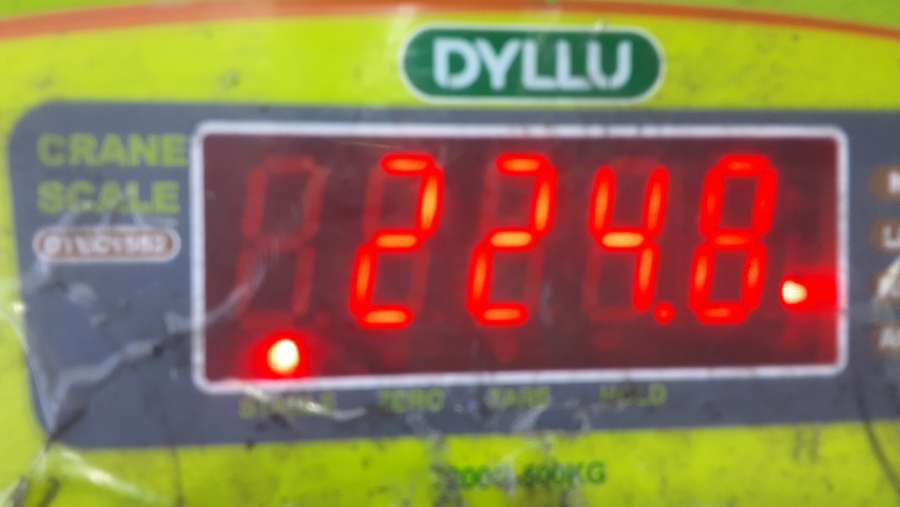 DYLLU
CRANE
SCALE
224.8
STABLE ZERO TARE HOLD